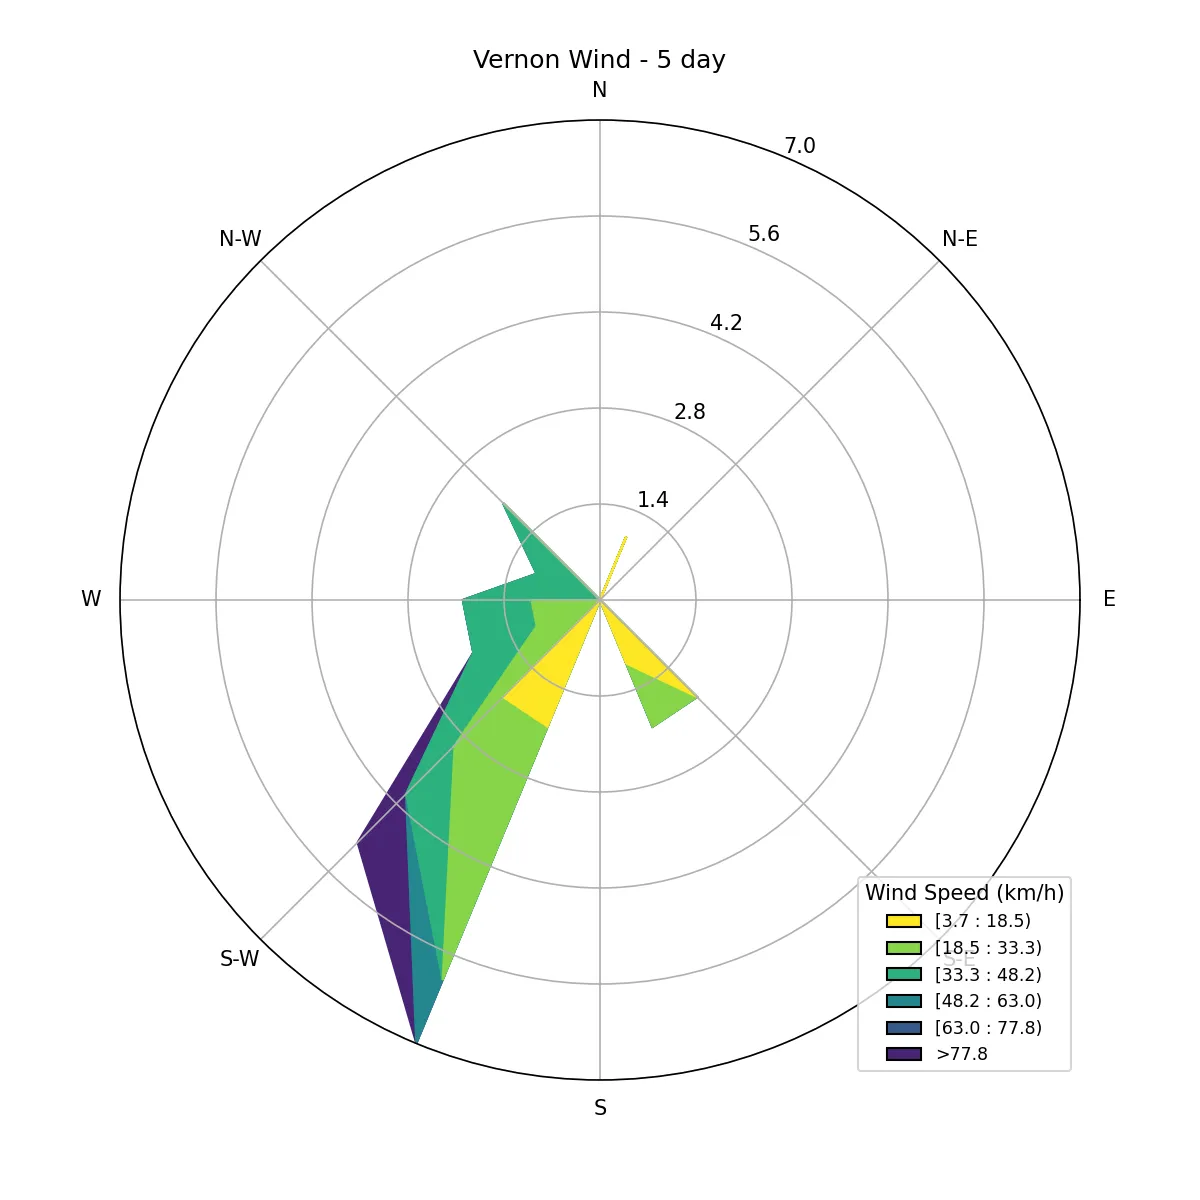 Vernon Wind - 5 day
N
7.0
5.6
N-W
N-E
4.2
2.8
1.4
W
E
S-W
S-E
Wind Speed (km/h)
[3.7 : 18.5)
[18.5 : 33.3)
[33.3 : 48.2)
[48.2 : 63.0)
[63.0 : 77.8)
>77.8
S